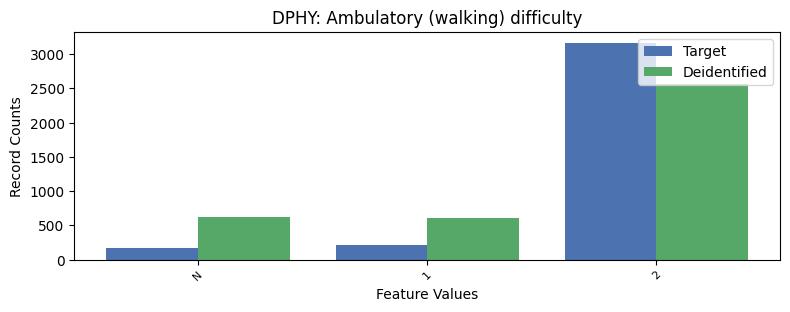 DPHY: Ambulatory (walking) difficulty
Target
Deidentified
Record Counts
3000
2500
2000
1500
1000
500
0
N
1
2
Feature Values